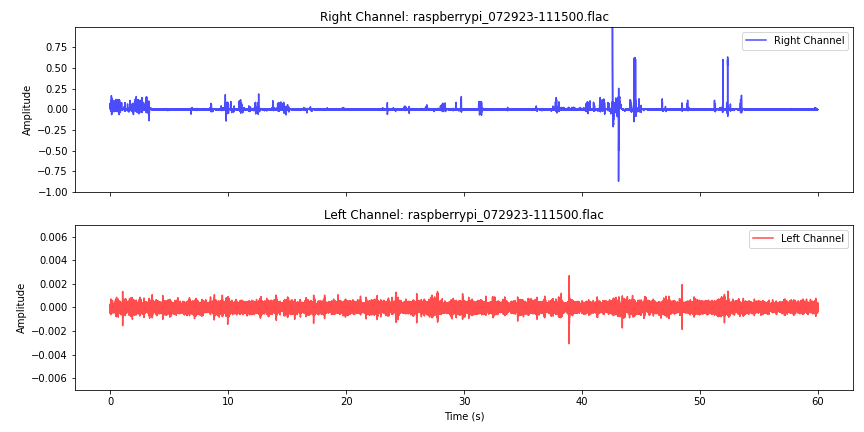 Right Channel: raspberrypi_072923-111500.flac
Right Channel
Amplitude
0.75
0.50
0.25
0.00
−0.25
−0.50
−0.75
−1.00
Left Channel: raspberrypi_072923-111500.flac
Left Channel
Amplitude
0.006
0.004
0.002
0.000
−0.002
−0.004
−0.006
0 10 20 30 40 50 60
Time (s)